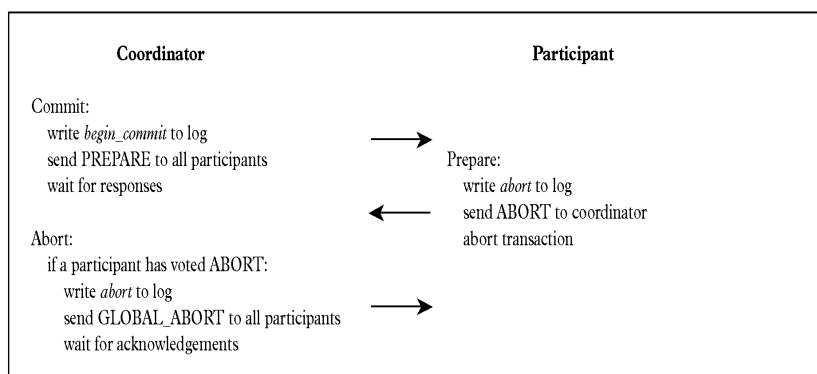 Coordinator
Participant
Commit:
write begin_commit to log
send PREPARE to all participants
wait for responses
Prepare:
write abort to log
send ABORT to coordinator
abort transaction
Abort:
if a participant has voted ABORT:
write abort to log
send GLOBAL_ABORT to all participants
wait for acknowledgements